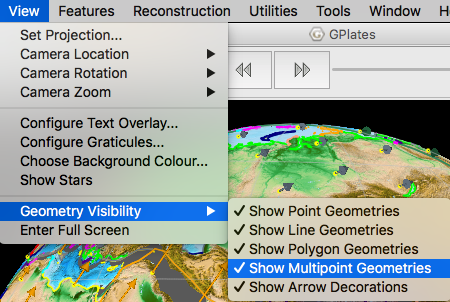 View Features Reconstruction Utilities Tools Window
GPlates
Set Projection...
Camera Location
Camera Rotation
Camera Zoom
Configure Text Overlay...
Configure Graticules...
Choose Background Colour...
Show Stars
Geometry Visibility
Enter Full Screen
✓ Show Point Geometries
✓ Show Line Geometries
✓ Show Polygon Geometries
✓ Show Multipoint Geometries
✓ Show Arrow Decorations